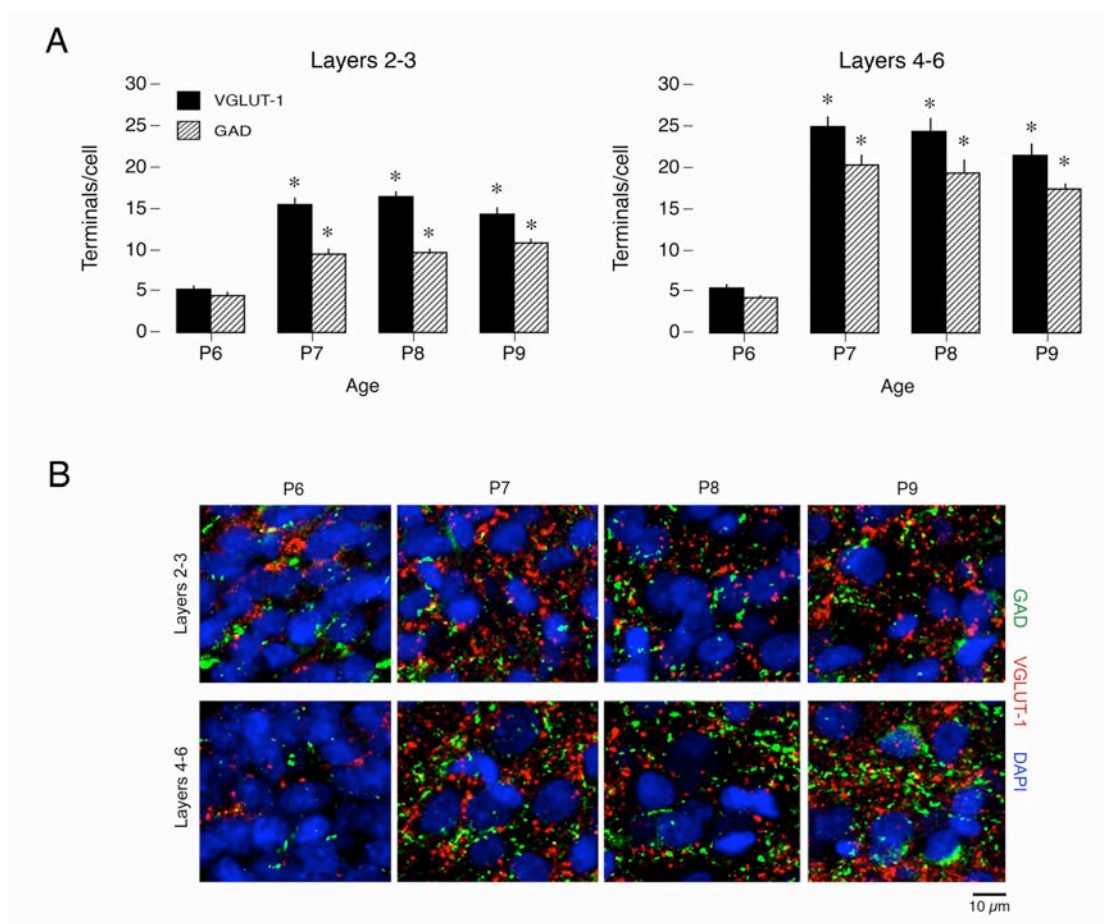 A
Layers 2-3
Layers 4-6
VGLUT-1
GAD
Terminals/cell
30
25
20
15
10
5
0
* * * * * *
P6 P7 P8 P9
Age
Terminals/cell
30
25
20
15
10
5
0
* * * * * *
P6 P7 P8 P9
Age
B
P6 P7 P8 P9
Layers 2-3
Layers 4-6
GAD VGLUT-1 DAPI
10 µm